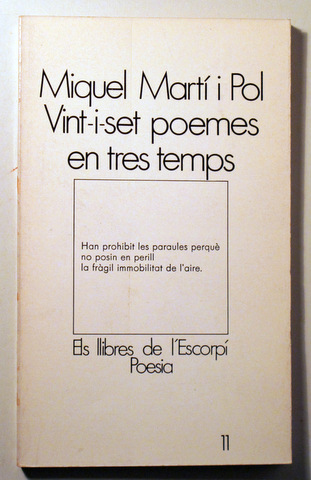 Miquel Martí i Pol
Vint-i-set poemes
en tres temps
Han prohibit les paraules perquè
no posin en perill
la fràgil immobilitat de l'aire.
Els llibres de l'Escorpí
Poesia
11